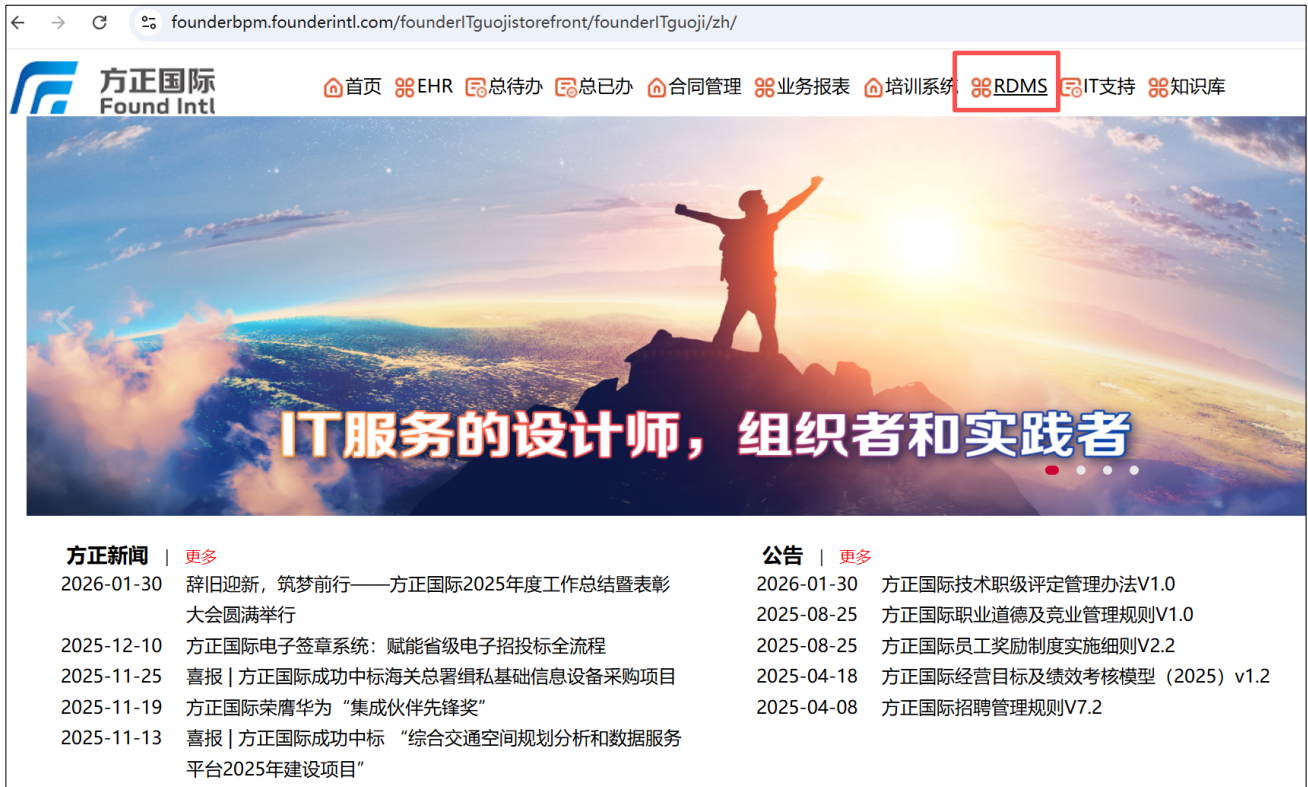 founderbpm.founderintl.com/founderITguojistorefront/founderITguoji/zh/
方正国际
Found Intl
首页 EHR 总待办 总已办 合同管理 业务报表 培训系统 RDMS IT支持 知识库
IT服务的设计师，组织者和实践者
方正新闻 | 更多
2026-01-30 辞旧迎新，筑梦前行——方正国际2025年度工作总结暨表彰
大会圆满举行
2025-12-10 方正国际电子签章系统：赋能省级电子招投标全流程
2025-11-25 喜报 | 方正国际成功中标海关总署缉私基础信息设备采购项目
2025-11-19 方正国际荣膺华为“集成伙伴先锋奖”
2025-11-13 喜报 | 方正国际成功中标 “综合交通空间规划分析和数据服务
平台2025年建设项目”
公告 | 更多
2026-01-30 方正国际技术职级评定管理办法V1.0
2025-08-25 方正国际职业道德及竞业管理规则V1.0
2025-08-25 方正国际员工奖励制度实施细则V2.2
2025-04-18 方正国际经营目标及绩效考核模型（2025）v1.2
2025-04-08 方正国际招聘管理规则V7.2